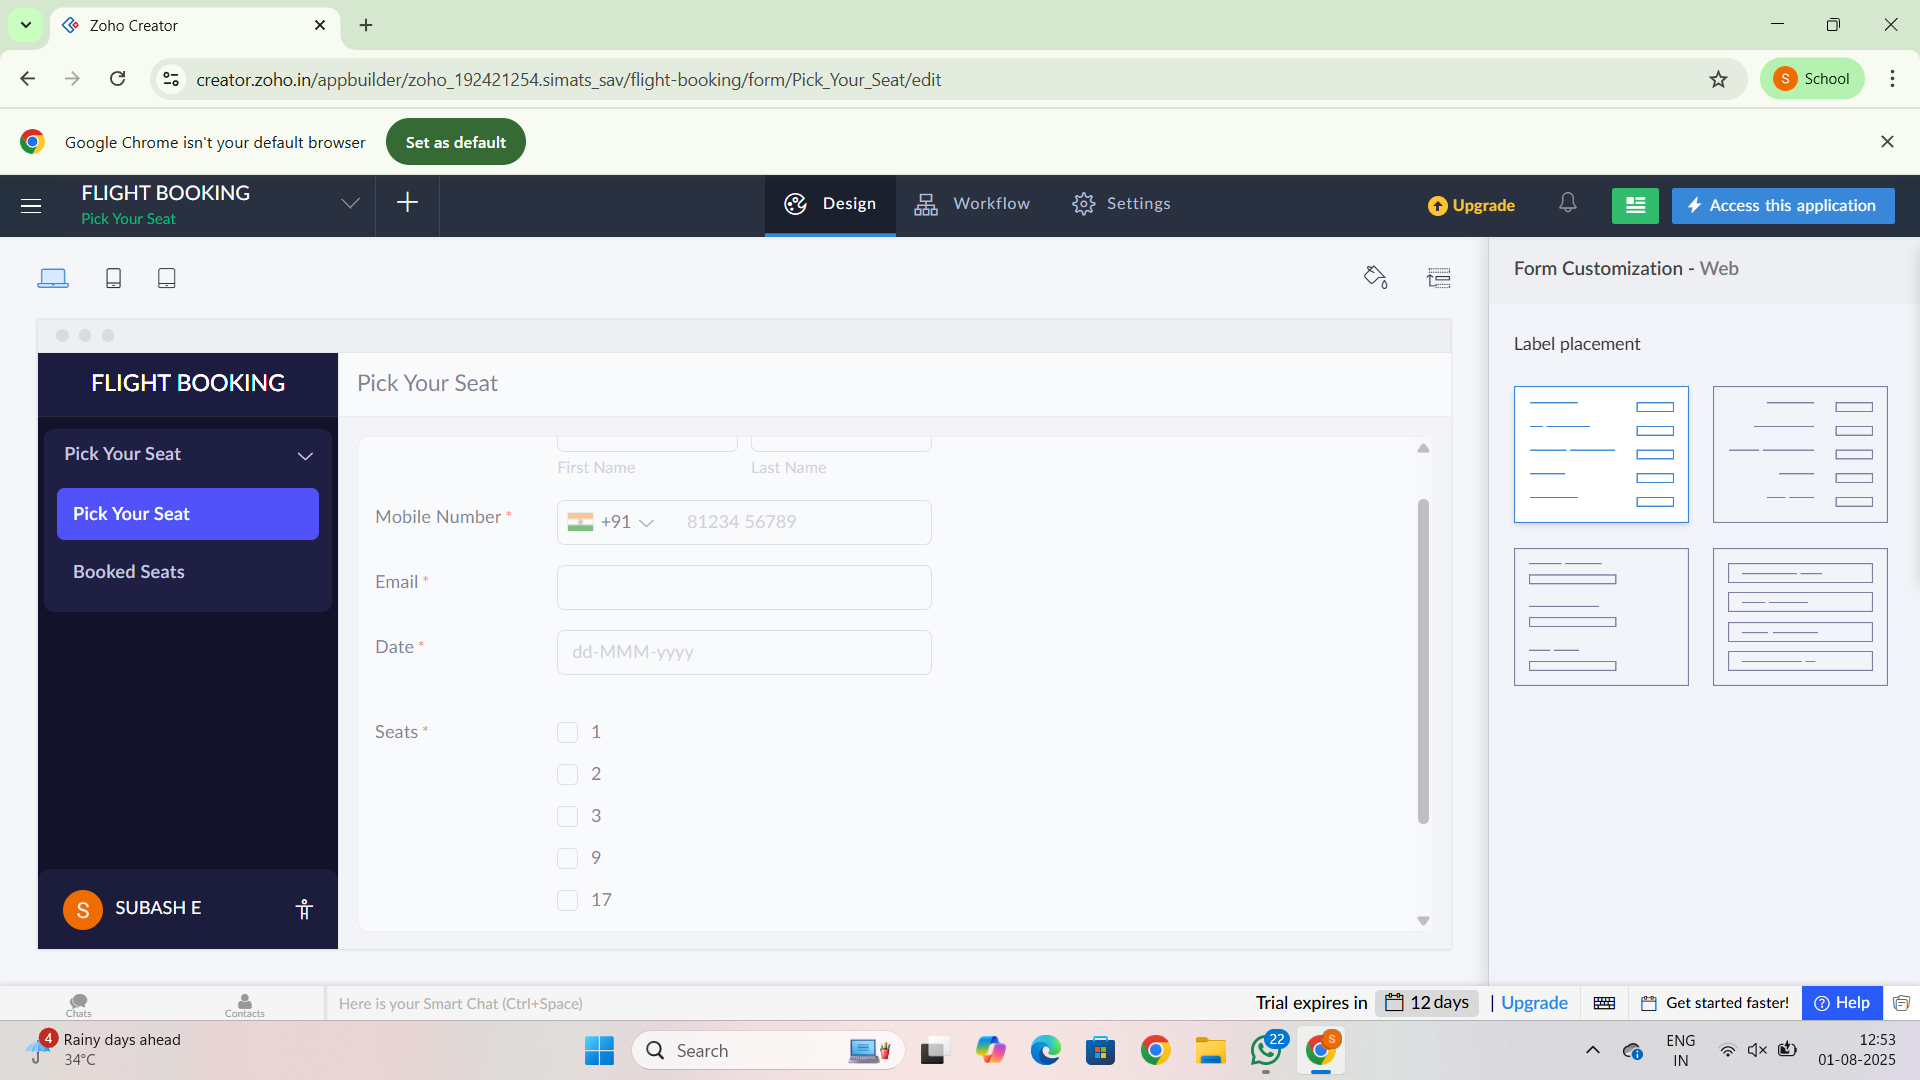 Zoho Creator
creator.zoho.in/appbuilder/zoho_192421254.simats_sav/flight-booking/form/Pick_Your_Seat/edit
S School
Google Chrome isn't your default browser
Set as default
FLIGHT BOOKING
Pick Your Seat
Design
Workflow
Settings
Upgrade
Access this application
Form Customization - Web
Label placement
FLIGHT BOOKING
Pick Your Seat
Pick Your Seat
Pick Your Seat
Booked Seats
First Name
Last Name
Mobile Number *
+91
81234 56789
Email *
Date *
dd-MMM-yyyy
Seats *
1
2
3
9
17
S SUBASH E
Chats
Contacts
Here is your Smart Chat (Ctrl+Space)
Trial expires in 12 days | Upgrade
Get started faster!
Help
4
Rainy days ahead
34°C
Search
22
S
ENG
IN
12:53
01-08-2025